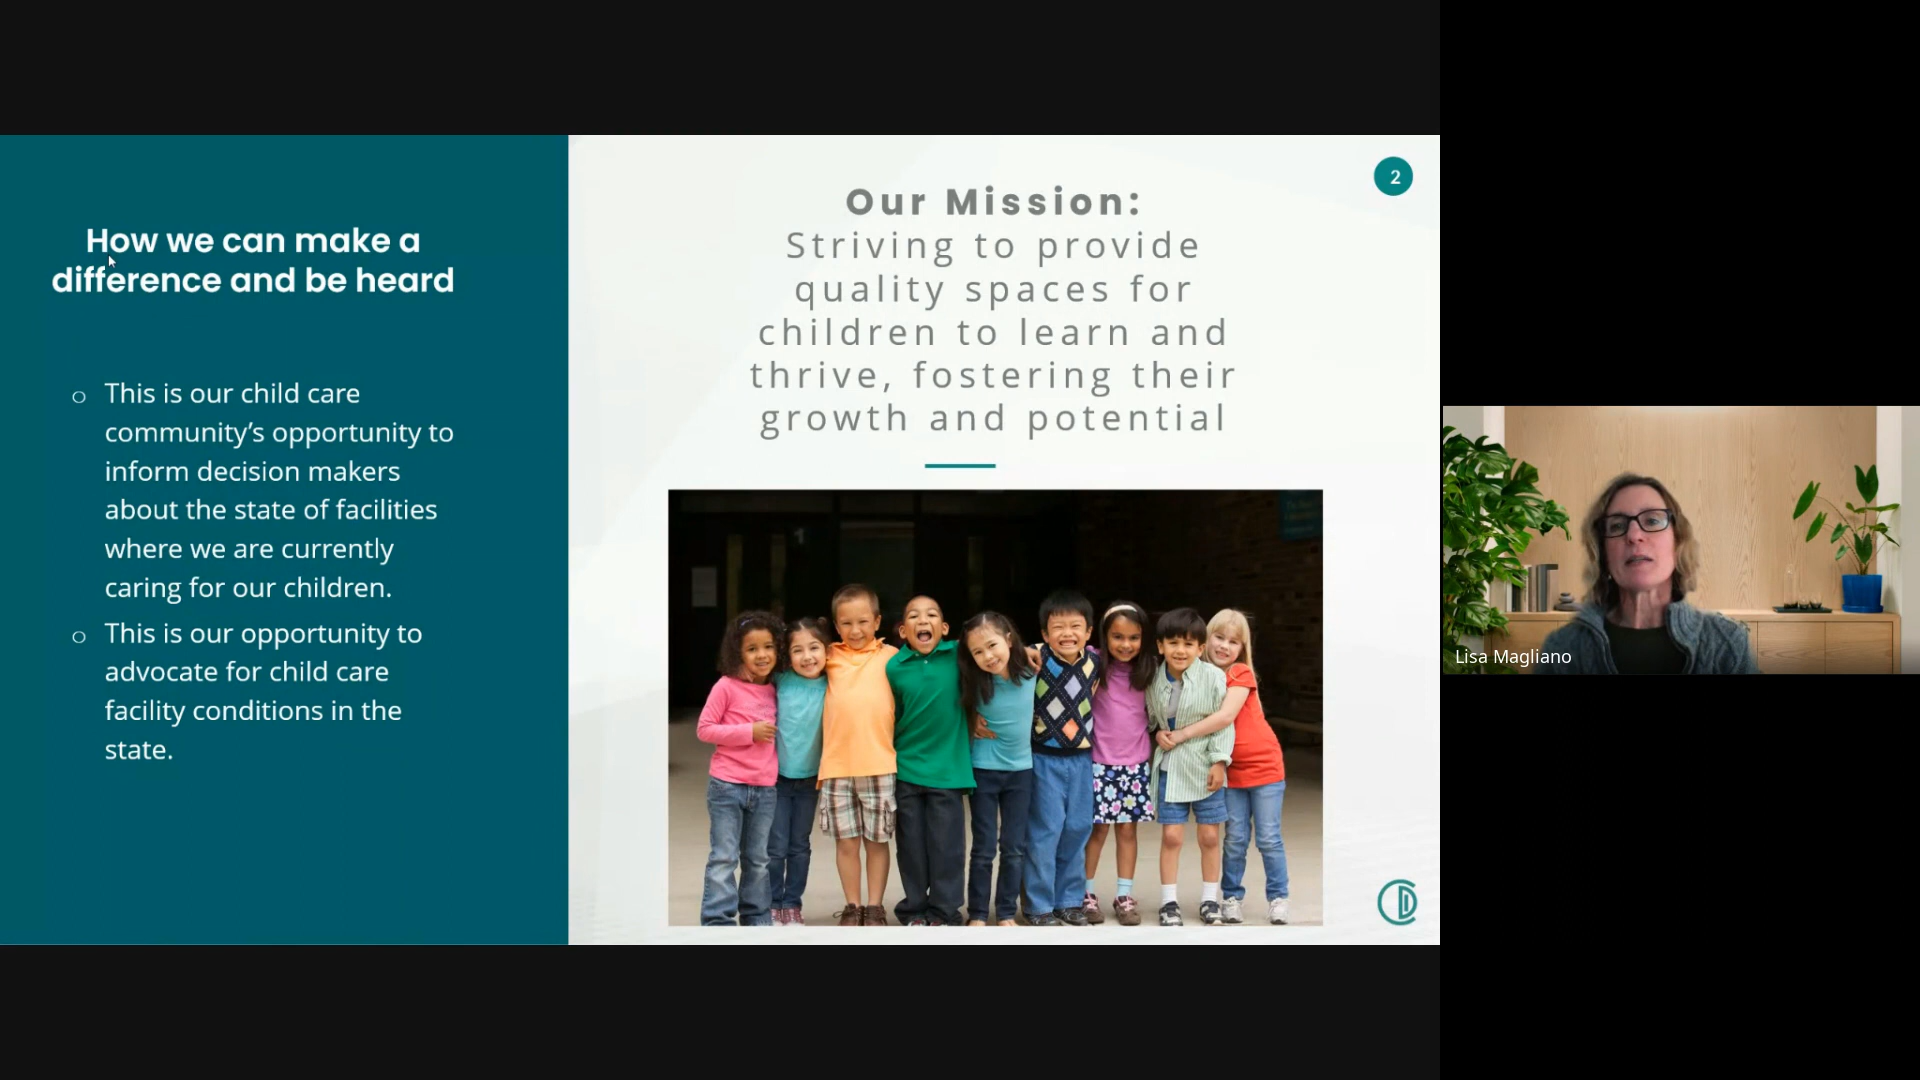 How we can make a
difference and be heard
o This is our child care
community’s opportunity to
inform decision makers
about the state of facilities
where we are currently
caring for our children.
o This is our opportunity to
advocate for child care
facility conditions in the
state.
2
Our Mission:
Striving to provide
quality spaces for
children to learn and
thrive, fostering their
growth and potential
Lisa Magliano